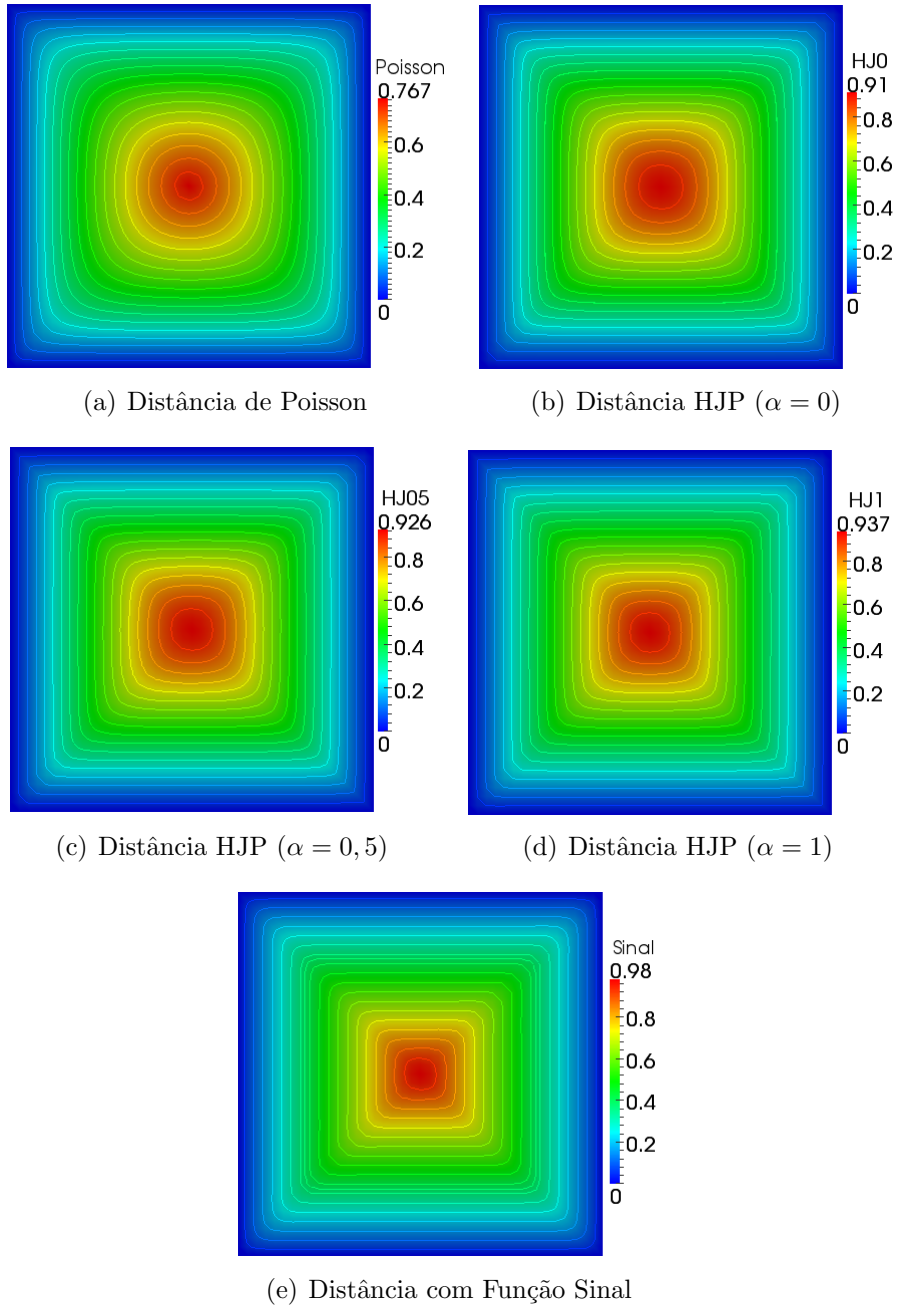 Poisson
0.767
0.6
0.4
0.2
0
HJ0
0.91
0.8
0.6
0.4
0.2
0
(a) Distância de Poisson
(b) Distância HJP (α = 0)
HJ05
0.926
0.8
0.6
0.4
0.2
0
HJ1
0.937
0.8
0.6
0.4
0.2
0
(c) Distância HJP (α = 0, 5)
(d) Distância HJP (α = 1)
Sinal
0.98
0.8
0.6
0.4
0.2
0
(e) Distância com Função Sinal